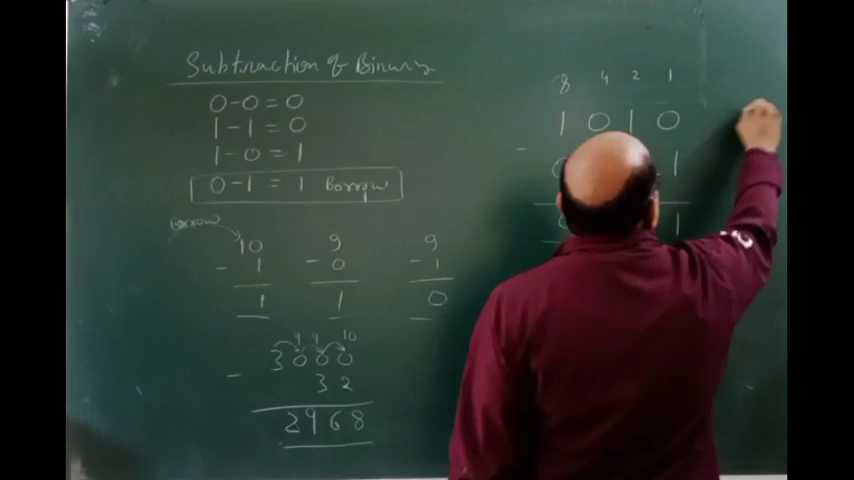 Subtraction of Binary
0-0=0
1-1=0
1-0=1
0-1=1 Borrow
Borrow
10 9 9
- 1 - 0 - 1
1 1 0
9 9 10
3000
- 32
2968
8 4 2 1
1010
- 0 1
0 1